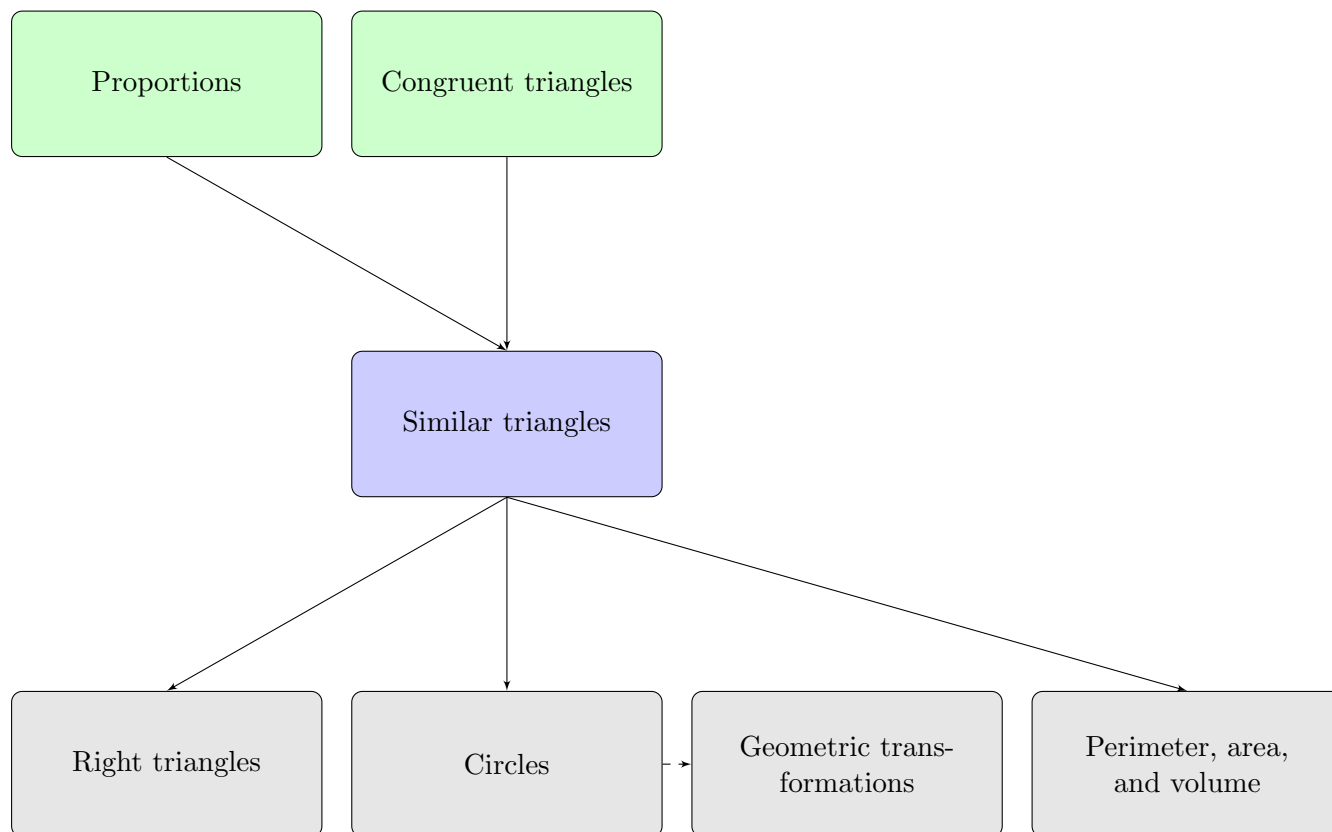 Proportions
Congruent triangles
Similar triangles
Right triangles
Circles
Geometric trans-
formations
Perimeter, area,
and volume